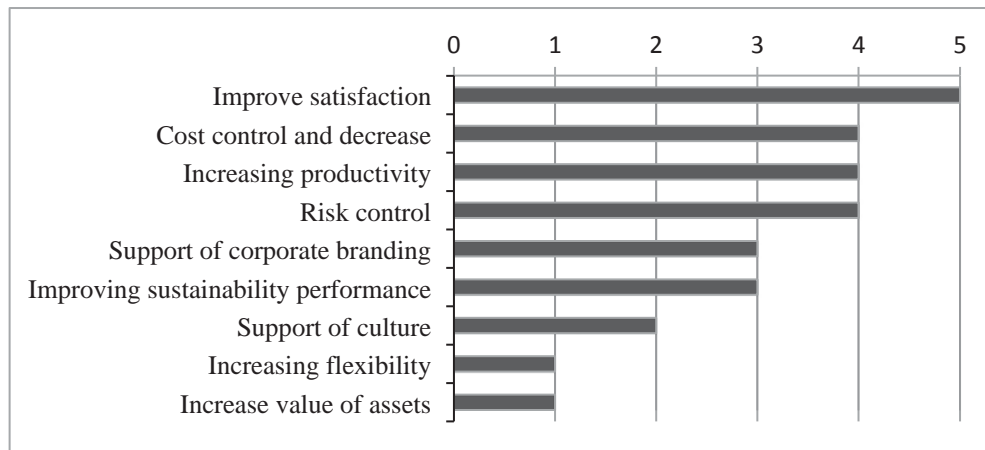 0 1 2 3 4 5
Improve satisfaction
Cost control and decrease
Increasing productivity
Risk control
Support of corporate branding
Improving sustainability performance
Support of culture
Increasing flexibility
Increase value of assets